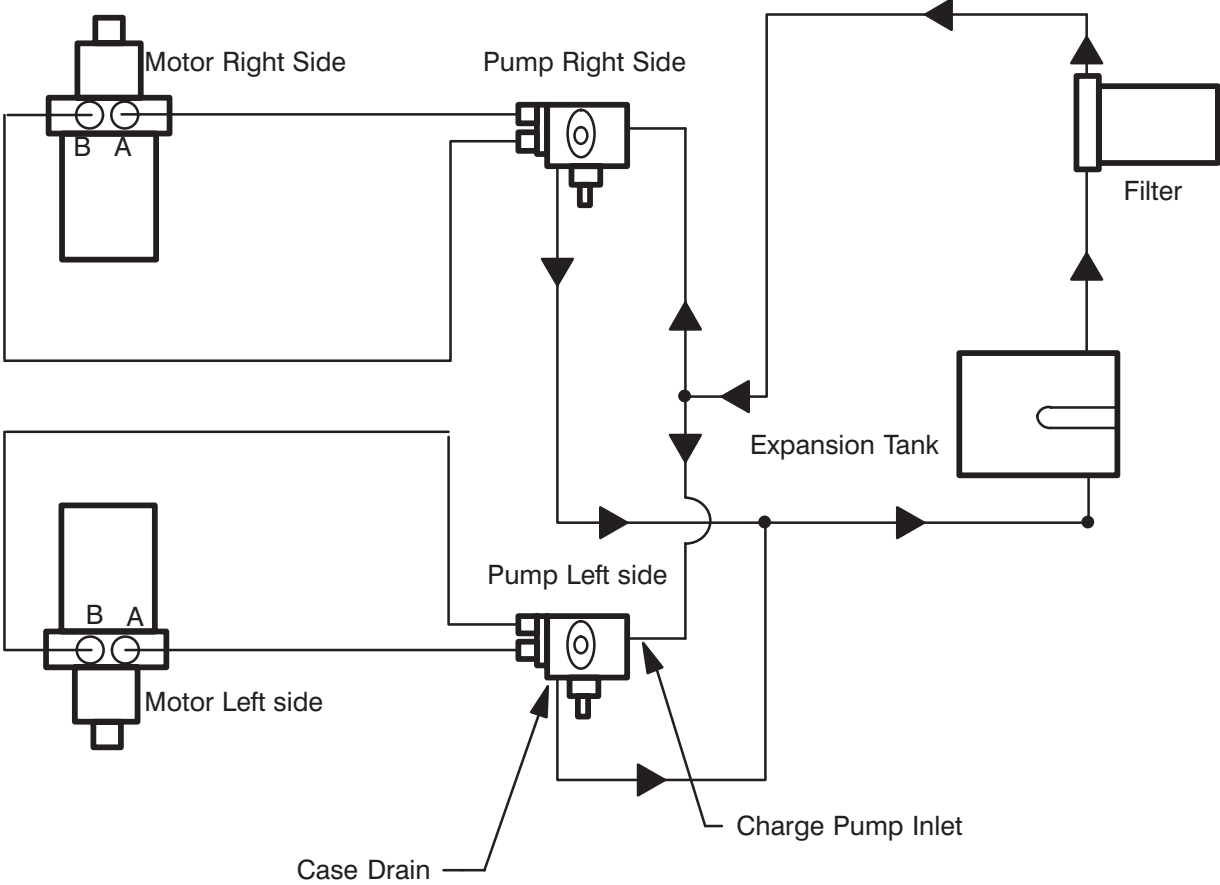 Motor Right Side
Pump Right Side
B A
Filter
Expansion Tank
Pump Left side
B A
Motor Left side
Charge Pump Inlet
Case Drain